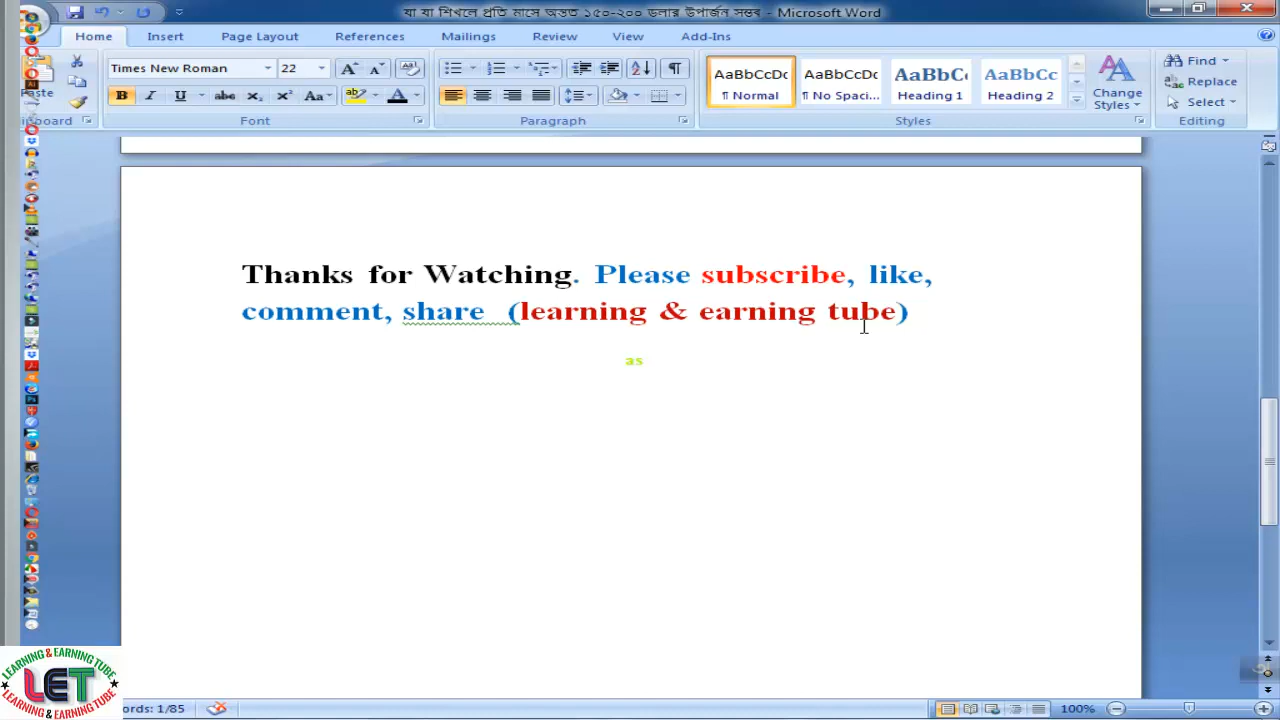 যা যা শিখলে প্রতি মাসে অন্তত ১৫০-২০০ ডলার উপার্জন সম্ভব - Microsoft Word
Home Insert Page Layout References Mailings Review View Add-Ins
Times New Roman 22
AaBbCcDc AaBbCcDc AaBbC AaBbCc
¶ Normal ¶ No Spaci... Heading 1 Heading 2
Change Styles
Find
Replace
Select
Paste
Font Paragraph Styles Editing
Thanks for Watching. Please subscribe, like,
comment, share (learning & earning tube)
as
LEARNING & EARNING TUBE
LET
LEARNING & EARNING TUBE
ords: 1/85
100%